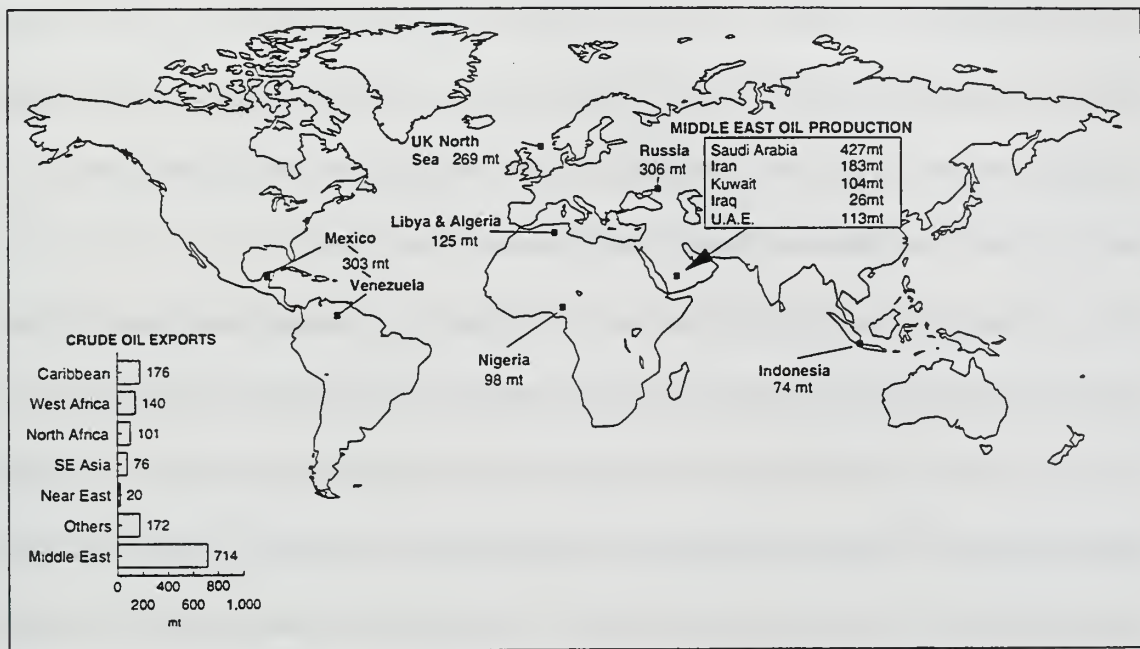 UK North
Sea 269 mt
Russia
306 mt
MIDDLE EAST OIL PRODUCTION
Saudi Arabia 427mt
Iran 183mt
Kuwait 104mt
Iraq 26mt
U.A.E. 113mt
Libya & Algeria
125 mt
Mexico
303 mt
Venezuela
Nigeria
98 mt
Indonesia
74 mt
CRUDE OIL EXPORTS
Caribbean 176
West Africa 140
North Africa 101
SE Asia 76
Near East 20
Others 172
Middle East 714
0 400 800
200 600 1,000
mt